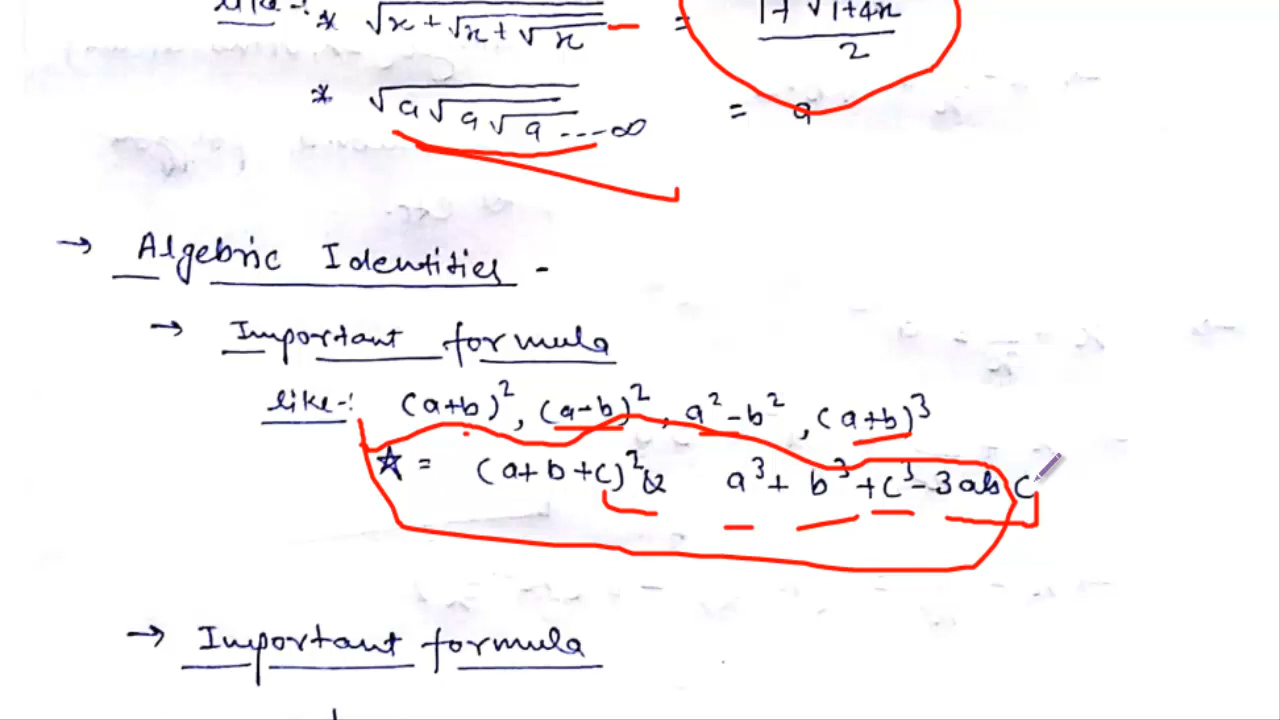 like -: * √x + √x + √x = 1+ √1+4x / 2
* √a√a√a ----∞ = a
→ Algebric Identities -
→ Important formula
like -: (a+b)², (a-b)², a²-b², (a+b)³
☆ = (a+b+c)² & a³+ b³+c³-3abc
→ Important formula